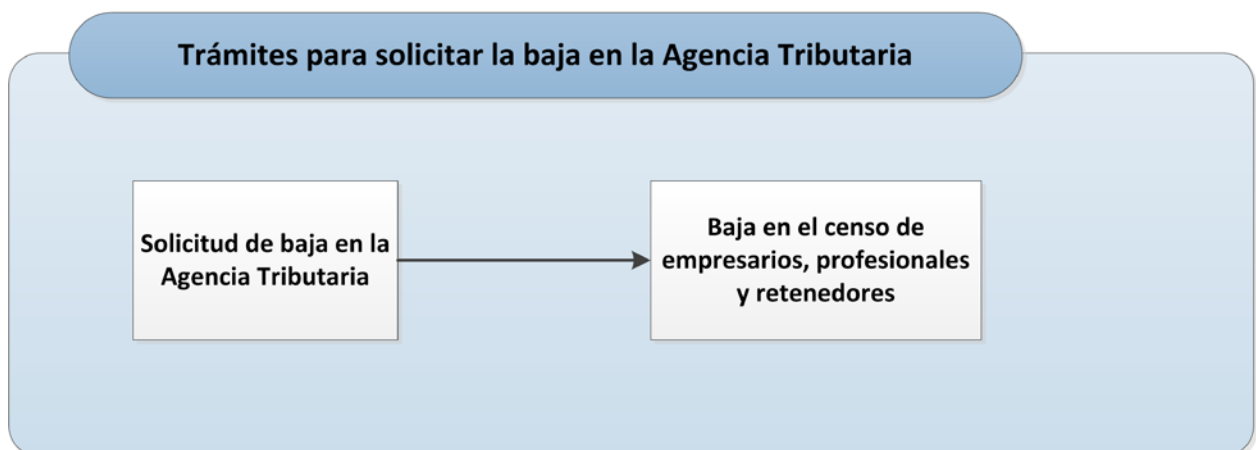 Trámites para solicitar la baja en la Agencia Tributaria
Solicitud de baja en la
Agencia Tributaria
Baja en el censo de
empresarios, profesionales
y retenedores